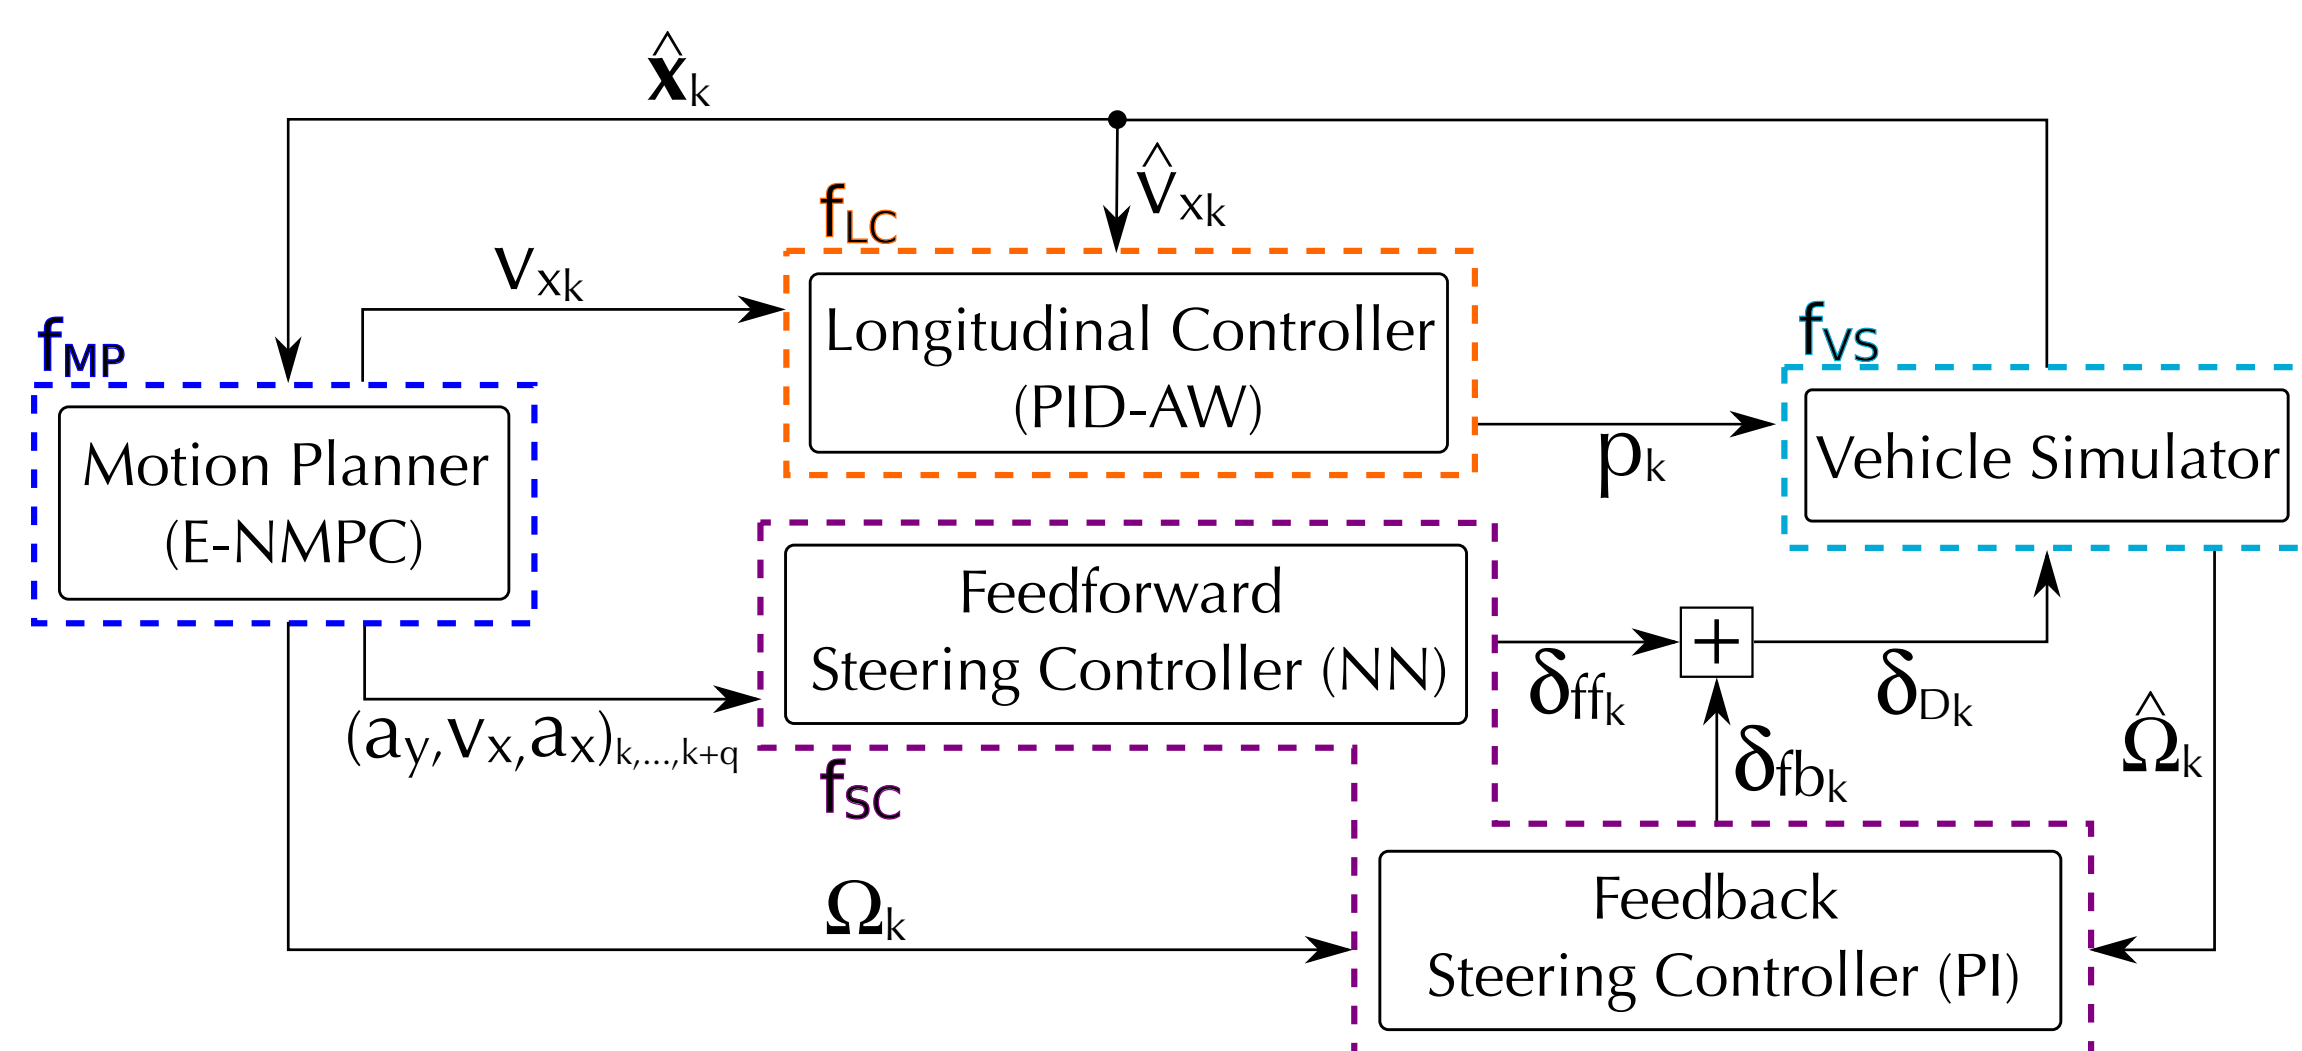 x̂k
v̂xk
fLC
vxk
Longitudinal Controller
(PID-AW)
fMP
Motion Planner
(E-NMPC)
fVS
Vehicle Simulator
pk
Feedforward
Steering Controller (NN)
(ay,vx,ax)k,...,k+q
fSC
δffk
+
δDk
δfbk
Ω̂k
Ωk
Feedback
Steering Controller (PI)